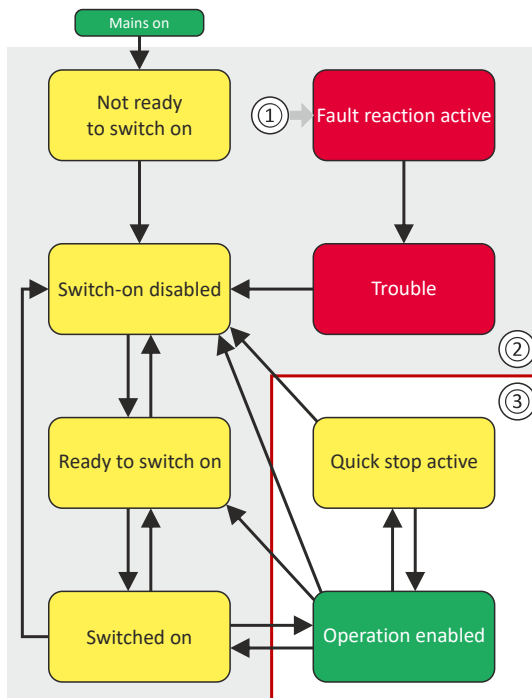 Mains on
Not ready
to switch on
①
Fault reaction active
Switch-on disabled
Trouble
②
③
Ready to switch on
Quick stop active
Switched on
Operation enabled